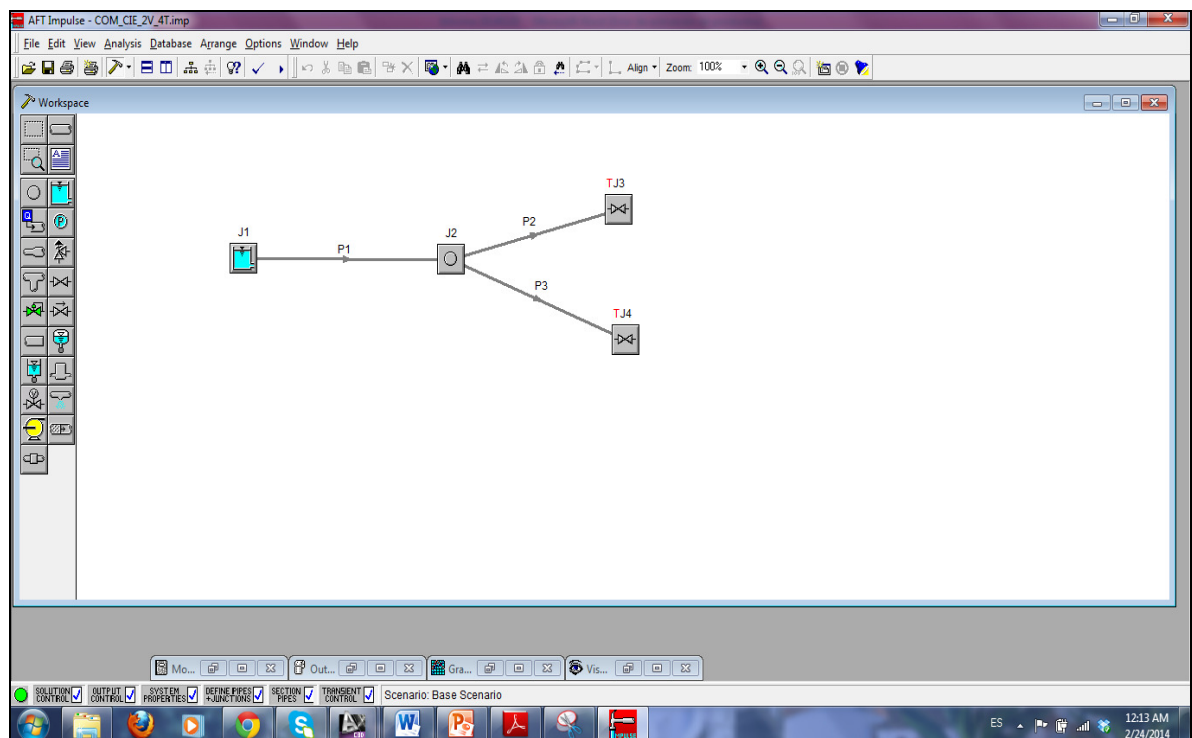 AFT Impulse - COM_CIE_2V_4T.imp
File Edit View Analysis Database Arrange Options Window Help
Align Zoom: 100%
Workspace
A
Q
P
V
TJ3
P2
J1
J2
P1
P3
TJ4
Mo... Out... Gra... Vis...
SOLUTION CONTROL OUTPUT CONTROL SYSTEM PROPERTIES DEFINE PIPES +JUNCTIONS SECTION PIPES TRANSIENT CONTROL Scenario: Base Scenario
ES 12:13 AM
2/24/2014